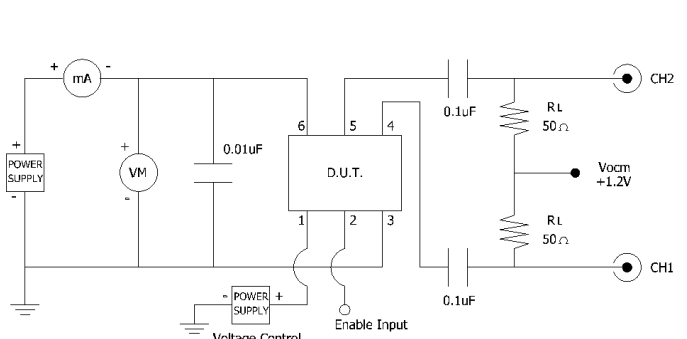 + mA -
CH2
0.1uF
RL
50Ω
6 5 4
+
POWER
SUPPLY
-
+
VM
-
0.01uF
D.U.T.
Vocm
+1.2V
1 2 3
RL
50Ω
CH1
0.1uF
- POWER
SUPPLY +
Enable Input
Voltage Control